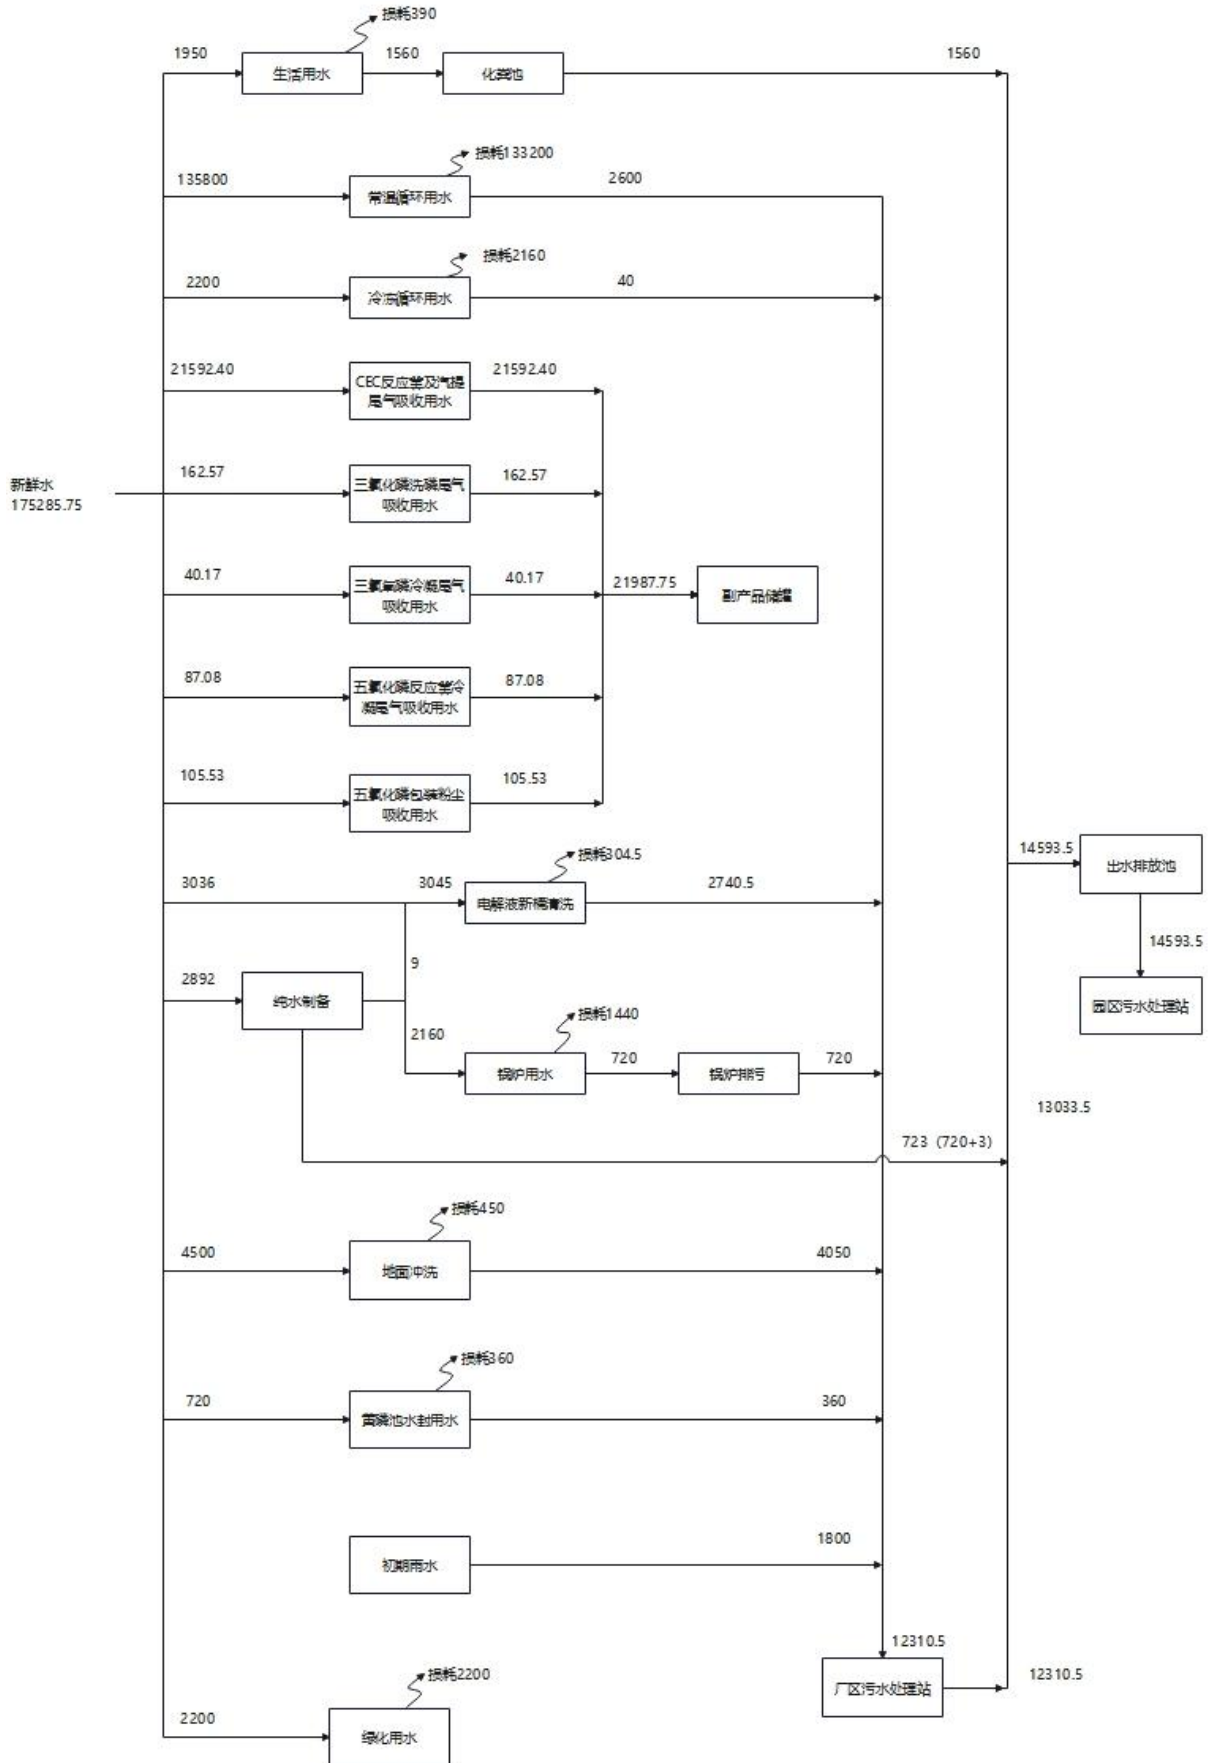 损耗390
1950
生活用水
1560
化粪池
1560
损耗133200
135800
常温循环用水
2600
损耗2160
2200
冷冻循环用水
40
21592.40
CEC反应釜及汽提
尾气吸收用水
21592.40
新鲜水
175285.75
162.57
三氯化磷洗磷尾气
吸收用水
162.57
40.17
三氯氧磷冷凝尾气
吸收用水
40.17
21987.75
副产品储罐
87.08
五氯化磷反应釜冷
凝尾气吸收用水
87.08
105.53
五氯化磷包装粉尘
吸收用水
105.53
损耗304.5
3036
3045
电解液新桶清洗
2740.5
14593.5
出水排放池
14593.5
9
2892
纯水制备
园区污水处理站
损耗1440
2160
锅炉用水
720
锅炉排污
720
13033.5
723（720+3）
损耗450
4500
地面冲洗
4050
损耗360
720
黄磷池水封用水
360
初期雨水
1800
12310.5
厂区污水处理站
12310.5
损耗2200
2200
绿化用水